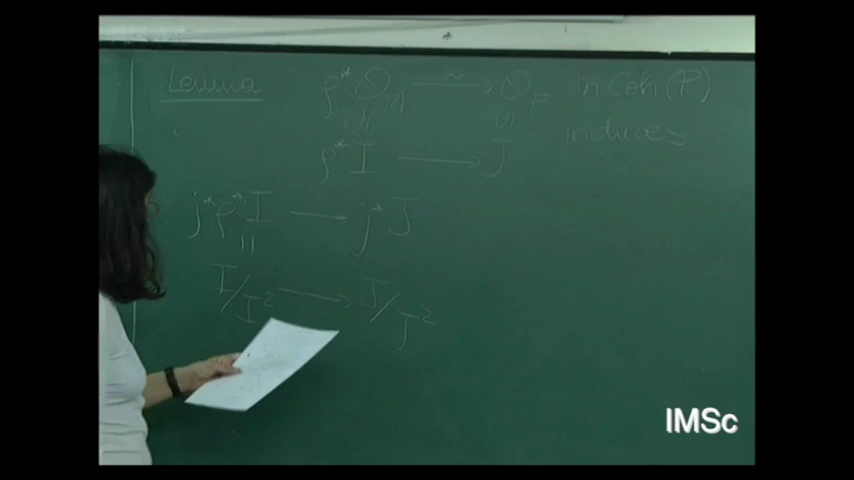 Lemma ρ*O_M ~→ O_P in Coh(P)
∪| ∪| induces
ρ*I → J
j*ρ*I → j*J
||
I/I² → J/J²
IMSc